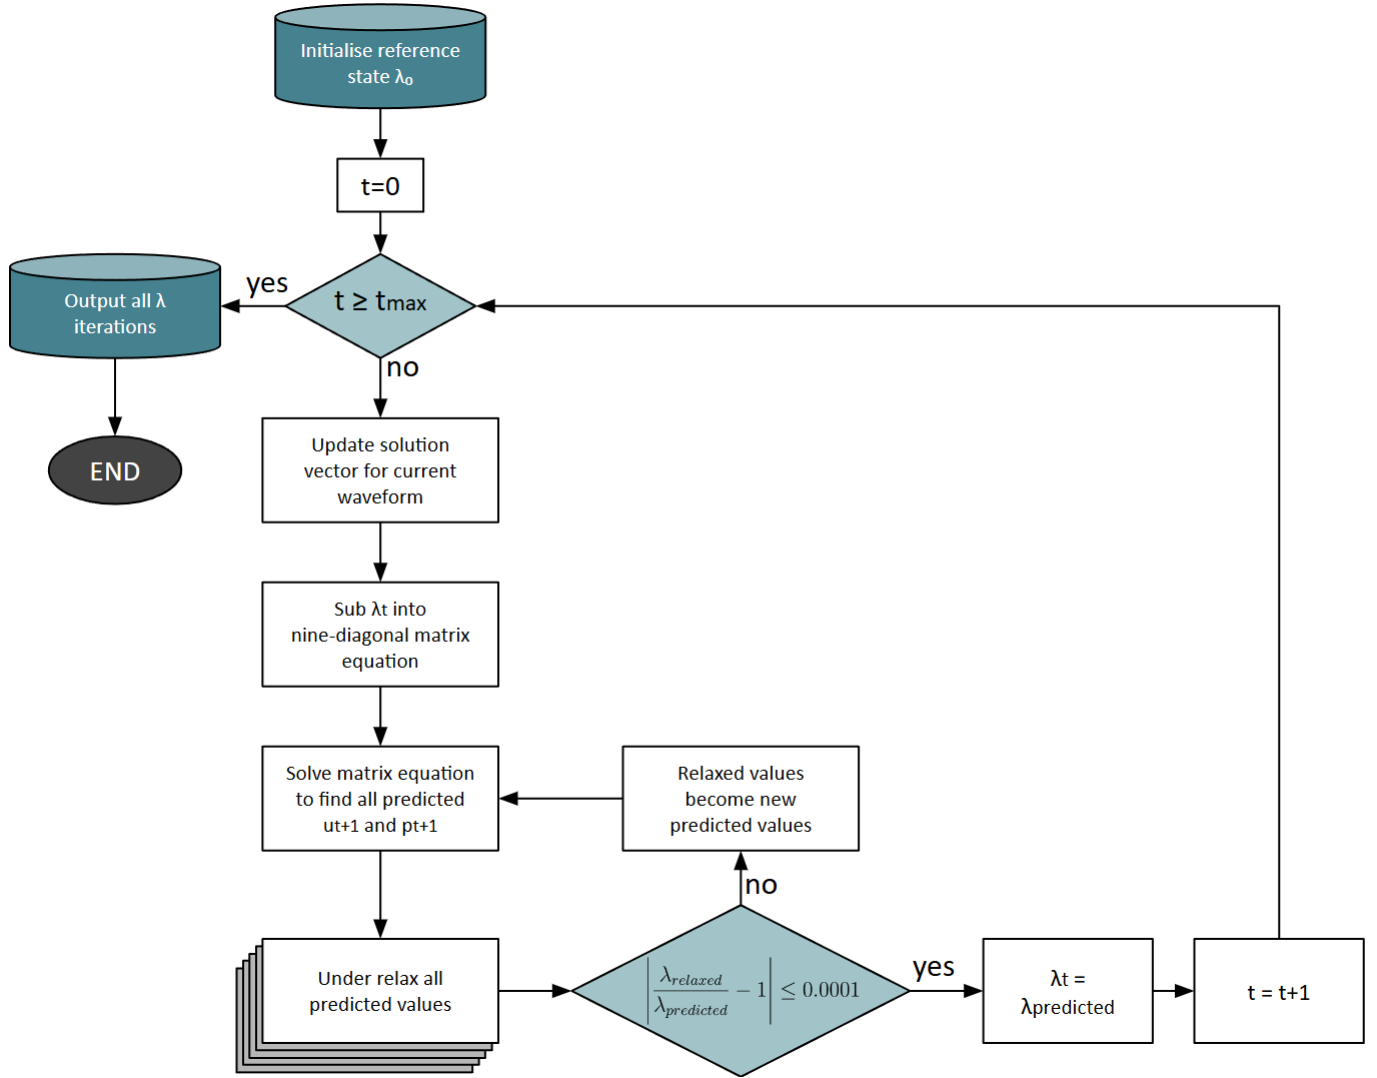 Initialise reference
state λ₀
t=0
yes
t ≥ tmax
Output all λ
iterations
no
END
Update solution
vector for current
waveform
Sub λt into
nine-diagonal matrix
equation
Solve matrix equation
to find all predicted
ut+1 and pt+1
Relaxed values
become new
predicted values
no
Under relax all
predicted values
|λrelaxed/λpredicted − 1| ≤ 0.0001
yes
λt =
λpredicted
t = t+1